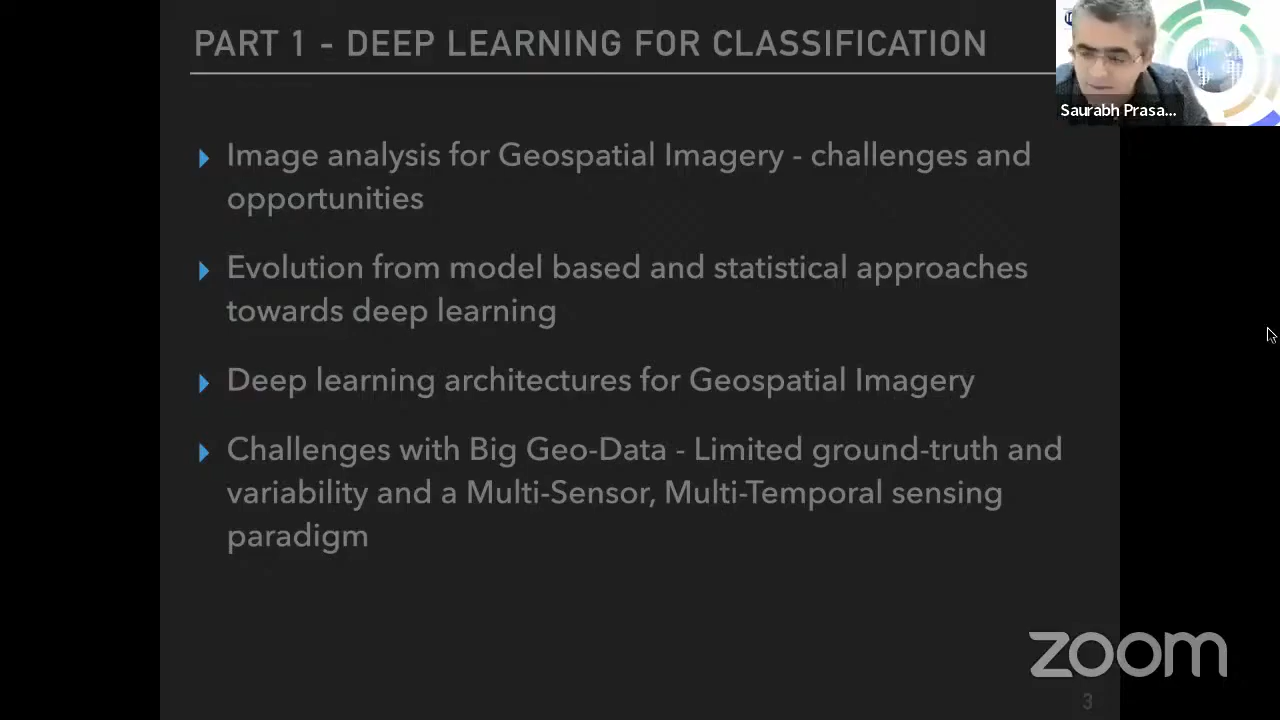 PART 1 - DEEP LEARNING FOR CLASSIFICATION
Saurabh Prasa...
Image analysis for Geospatial Imagery - challenges and
opportunities
Evolution from model based and statistical approaches
towards deep learning
Deep learning architectures for Geospatial Imagery
Challenges with Big Geo-Data - Limited ground-truth and
variability and a Multi-Sensor, Multi-Temporal sensing
paradigm
zoom
3